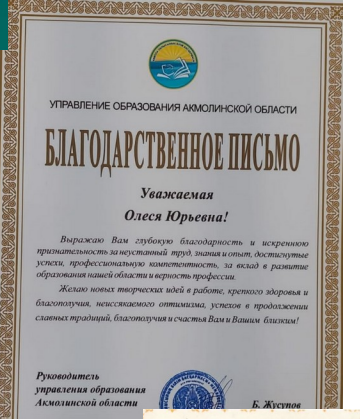 УПРАВЛЕНИЕ ОБРАЗОВАНИЯ АКМОЛИНСКОЙ ОБЛАСТИ
БЛАГОДАРСТВЕННОЕ ПИСЬМО
Уважаемая
Олеся Юрьевна!
Выражаю Вам глубокую благодарность и искреннюю
признательность за неустанный труд, знания и опыт, достигнутые
успехи, профессиональную компетентность, за вклад в развитие
образования нашей области и верность профессии.
Желаю новых творческих идей в работе, крепкого здоровья и
благополучия, неиссякаемого оптимизма, успехов в продолжении
славных традиций, благополучия и счастья Вам и Вашим близким!
Руководитель
управления образования
Акмолинской области
Б. Жусупов